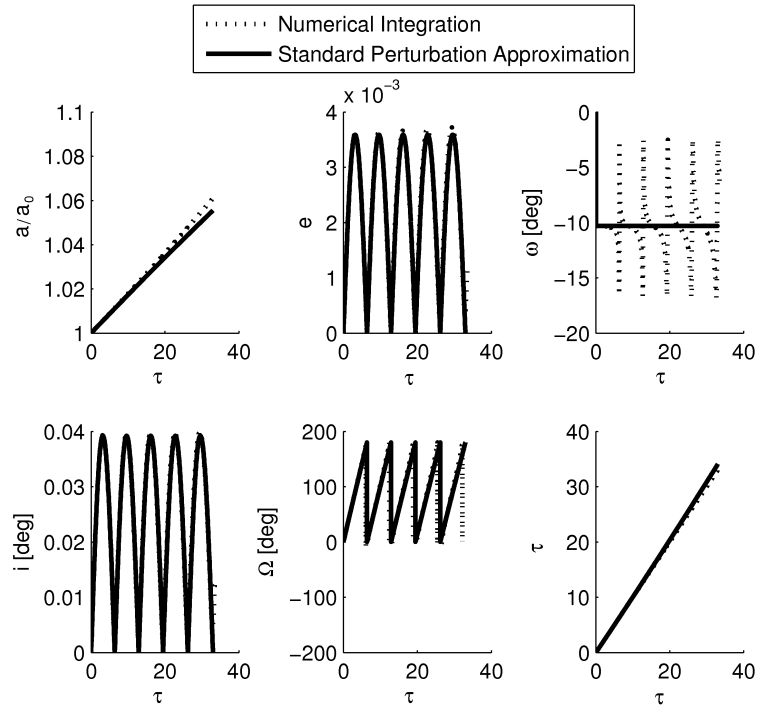 Numerical Integration
Standard Perturbation Approximation
1.1
1.08
1.06
1.04
1.02
1
a/a₀
0 20 40
τ
x 10⁻³
4
3
2
1
0
e
0 20 40
τ
0
−5
−10
−15
−20
ω [deg]
0 20 40
τ
0.04
0.03
0.02
0.01
0
i [deg]
0 20 40
τ
200
100
0
−100
−200
Ω [deg]
0 20 40
τ
40
30
20
10
0
τ
0 20 40
τ